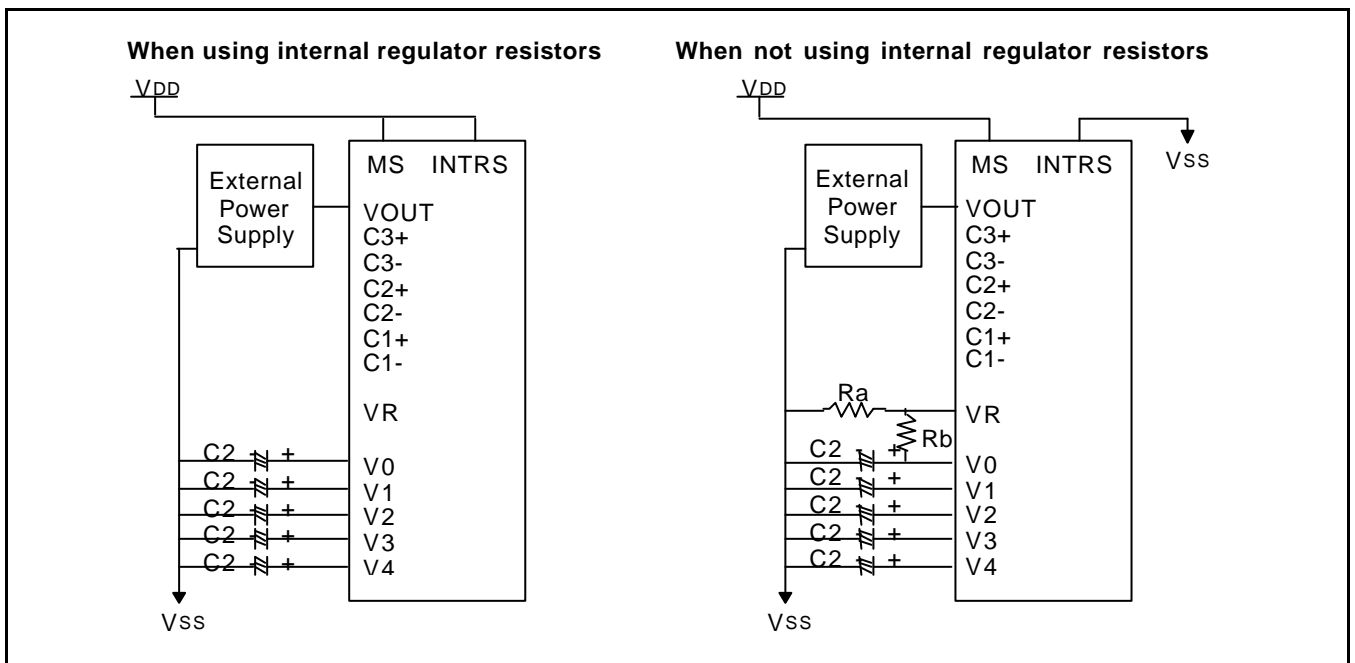 When using internal regulator resistors
VDD
MS INTRS
External
Power
Supply
VOUT
C3+
C3-
C2+
C2-
C1+
C1-
VR
C2 + V0
C2 + V1
C2 + V2
C2 + V3
C2 + V4
VSS
When not using internal regulator resistors
VDD
MS INTRS
VSS
External
Power
Supply
VOUT
C3+
C3-
C2+
C2-
C1+
C1-
Ra
VR
Rb
C2 + V0
C2 + V1
C2 + V2
C2 + V3
C2 + V4
VSS